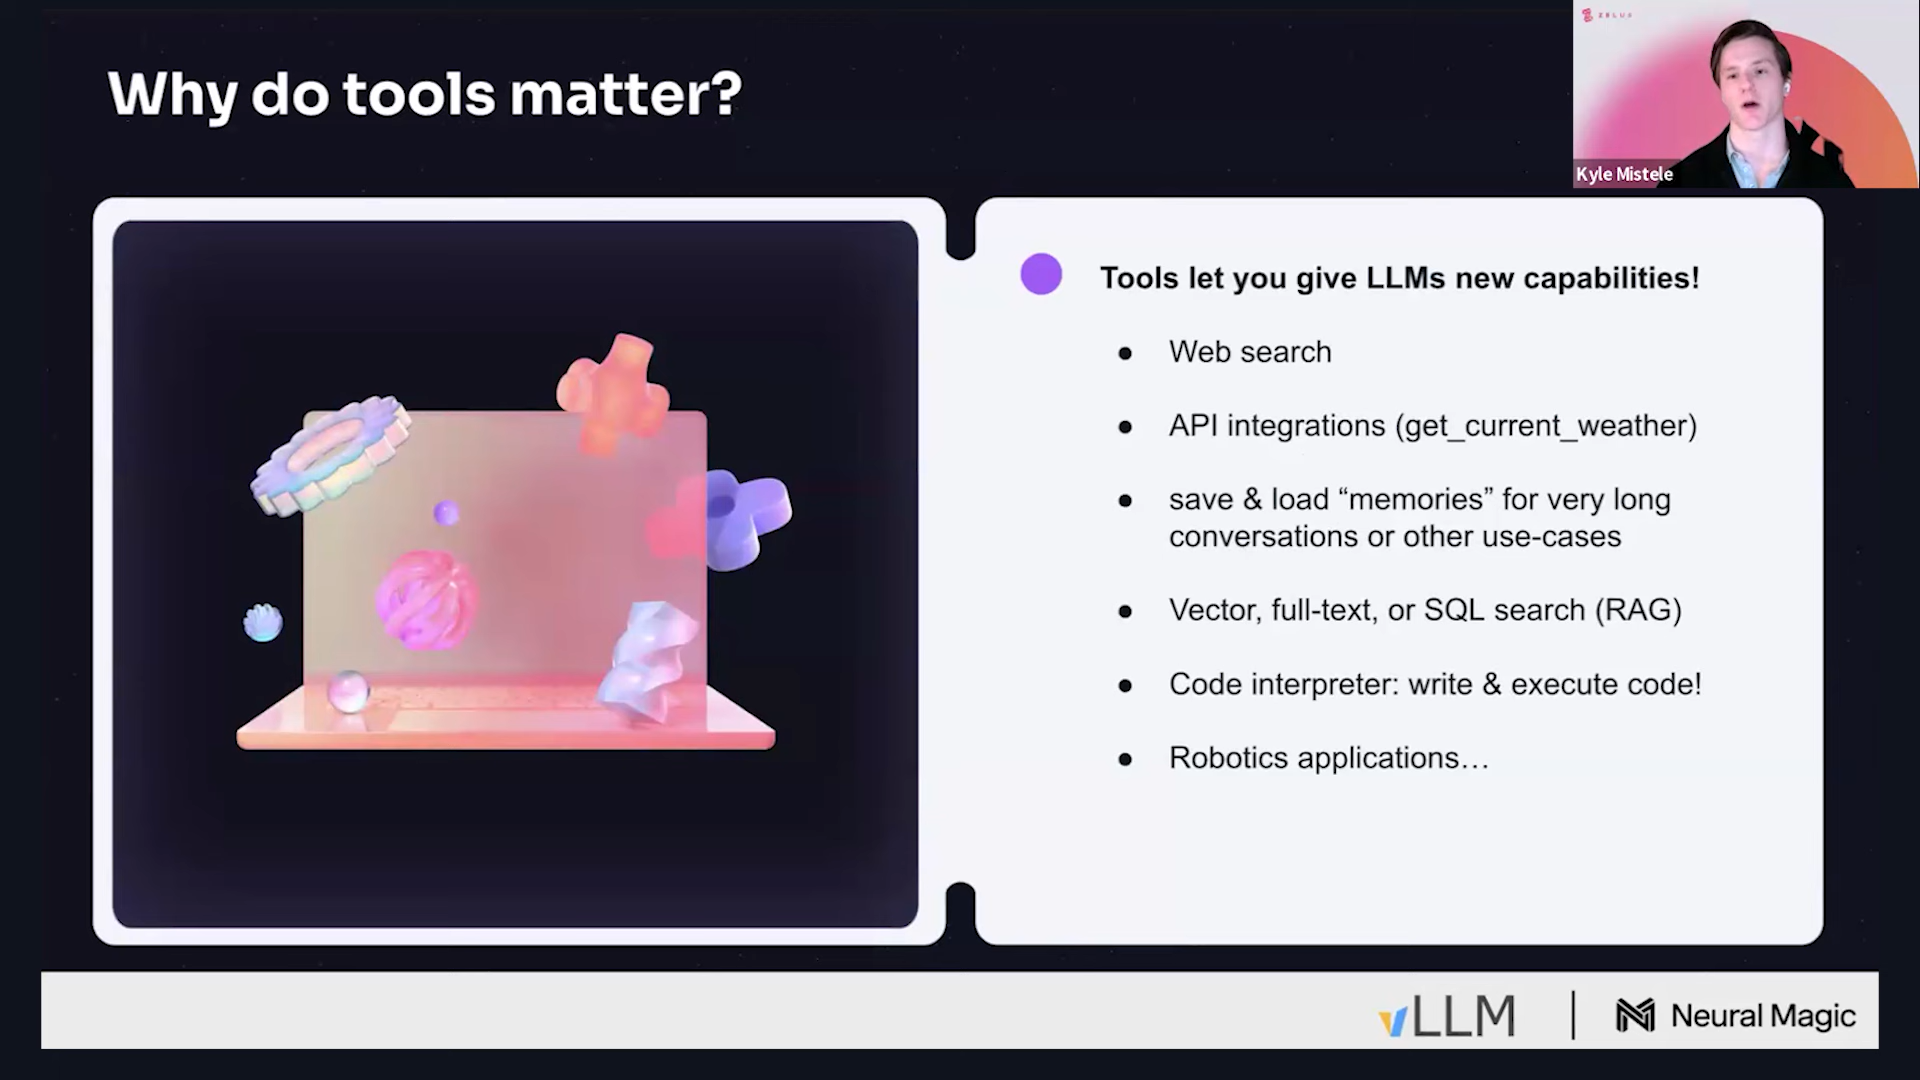 ZELUS
Why do tools matter?
Kyle Mistele
Tools let you give LLMs new capabilities!
● Web search
● API integrations (get_current_weather)
● save & load “memories” for very long
conversations or other use-cases
● Vector, full-text, or SQL search (RAG)
● Code interpreter: write & execute code!
● Robotics applications…
vLLM | Neural Magic